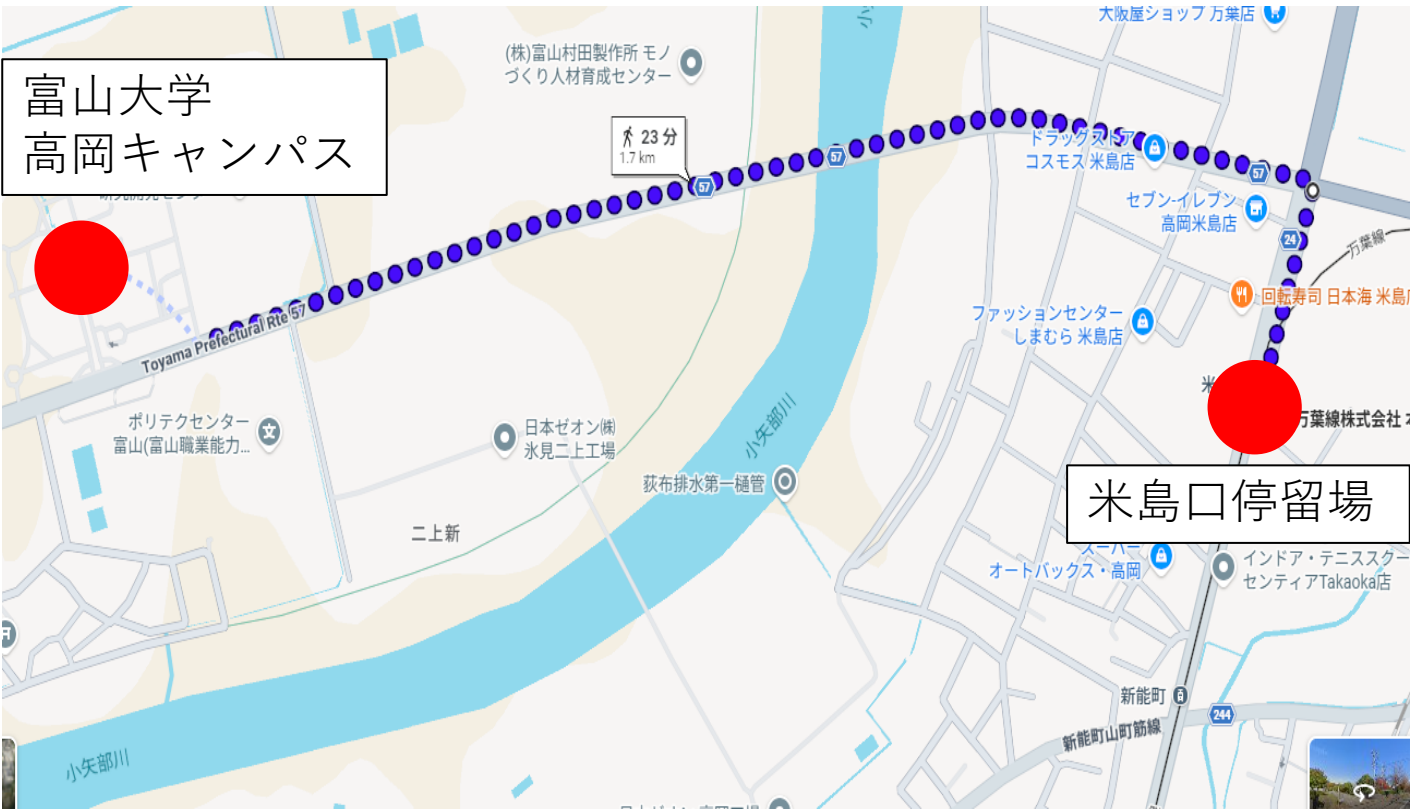 大阪屋ショップ 万葉店
(株)富山村田製作所 モノ
づくり人材育成センター
富山大学
高岡キャンパス
23 分
1.7 km
57
57
57
ドラッグストア
コスモス 米島店
セブン-イレブン
高岡米島店
24
万葉線
回転寿司 日本海 米島
ファッションセンター
しまむら 米島店
Toyama Prefectural Rte 57
米
万葉線株式会社
ポリテクセンター
富山(富山職業能力...
日本ゼオン㈱
氷見二上工場
小矢部川
荻布排水第一樋管
米島口停留場
二上新
スーパー
オートバックス・高岡
インドア・テニススクー
センティアTakaoka店
新能町
244
新能町山町筋線
小矢部川